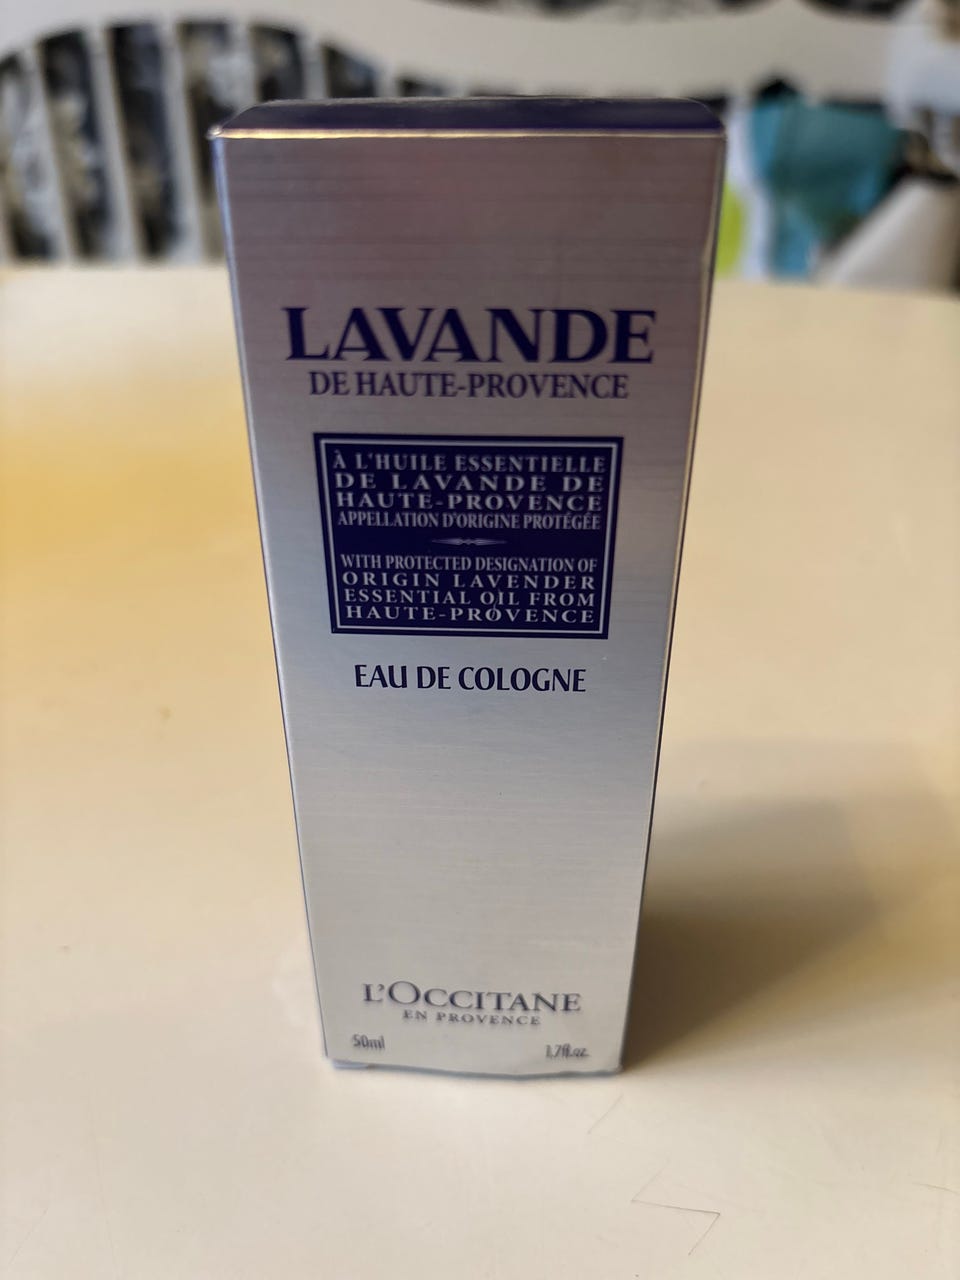 LAVANDE
DE HAUTE-PROVENCE
À L'HUILE ESSENTIELLE
DE LAVANDE DE
HAUTE-PROVENCE
APPELLATION D'ORIGINE PROTÉGÉE
WITH PROTECTED DESIGNATION OF
ORIGIN LAVENDER
ESSENTIAL OIL FROM
HAUTE-PROVENCE
EAU DE COLOGNE
L'OCCITANE
EN PROVENCE
50ml 1.7fl.oz.